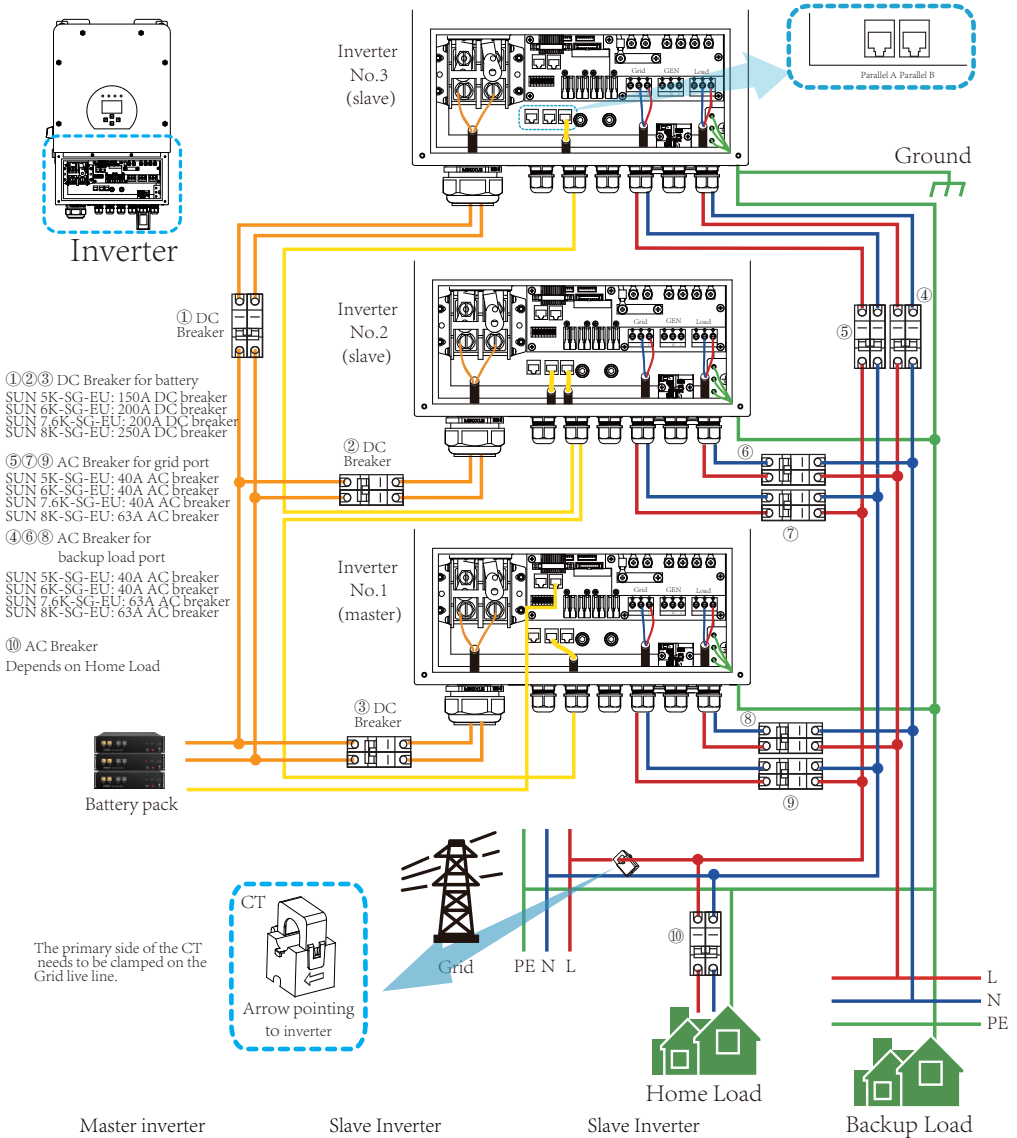 Inverter
Inverter
No.3
(slave)
Grid
GEN
Load
Parallel A Parallel B
Ground
① DC
Breaker
Inverter
No.2
(slave)
Grid
GEN
Load
④
⑤
①②③ DC Breaker for battery
SUN 5K-SG-EU: 150A DC breaker
SUN 6K-SG-EU: 200A DC breaker
SUN 7.6K-SG-EU: 200A DC breaker
SUN 8K-SG-EU: 250A DC breaker
② DC
Breaker
⑥
⑦
⑤⑦⑨ AC Breaker for grid port
SUN 5K-SG-EU: 40A AC breaker
SUN 6K-SG-EU: 40A AC breaker
SUN 7.6K-SG-EU: 40A AC breaker
SUN 8K-SG-EU: 63A AC breaker
④⑥⑧ AC Breaker for
backup load port
SUN 5K-SG-EU: 40A AC breaker
SUN 6K-SG-EU: 40A AC breaker
SUN 7.6K-SG-EU: 63A AC breaker
SUN 8K-SG-EU: 63A AC breaker
⑩ AC Breaker
Depends on Home Load
Inverter
No.1
(master)
Grid
GEN
Load
③ DC
Breaker
⑧
⑨
Battery pack
CT
The primary side of the CT
needs to be clamped on the
Grid live line.
Arrow pointing
to inverter
Grid
PE N L
⑩
L
N
PE
Home Load
Backup Load
Master inverter
Slave Inverter
Slave Inverter